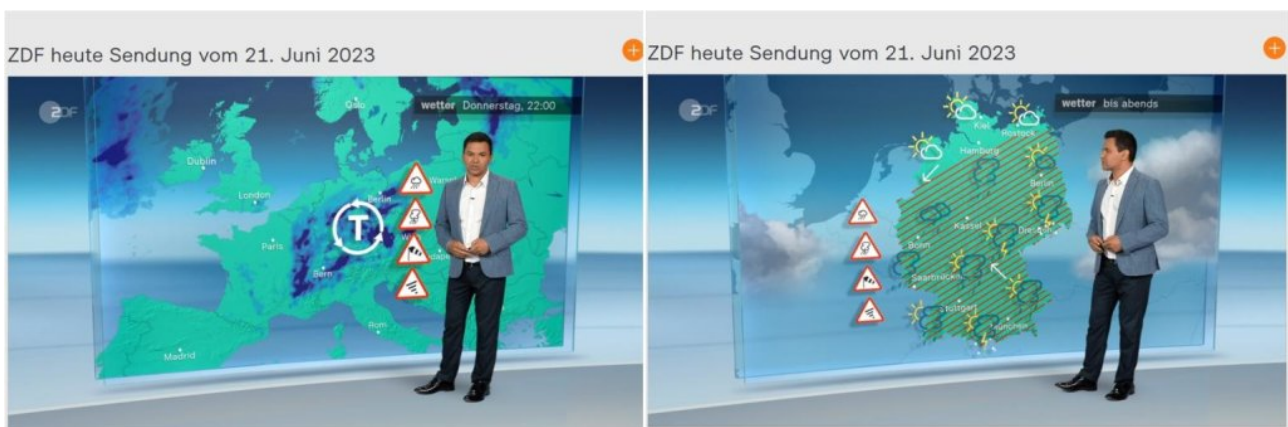 ZDF heute Sendung vom 21. Juni 2023
ZDF
wetter Donnerstag, 22:00
Oslo
Dublin
London
Berlin
Paris
Bern
Rom
Madrid
ZDF heute Sendung vom 21. Juni 2023
ZDF
wetter bis abends
Kiel
Rostock
Hamburg
Berlin
Kassel
Dresden
Bonn
Saarbrücken
Stuttgart
München